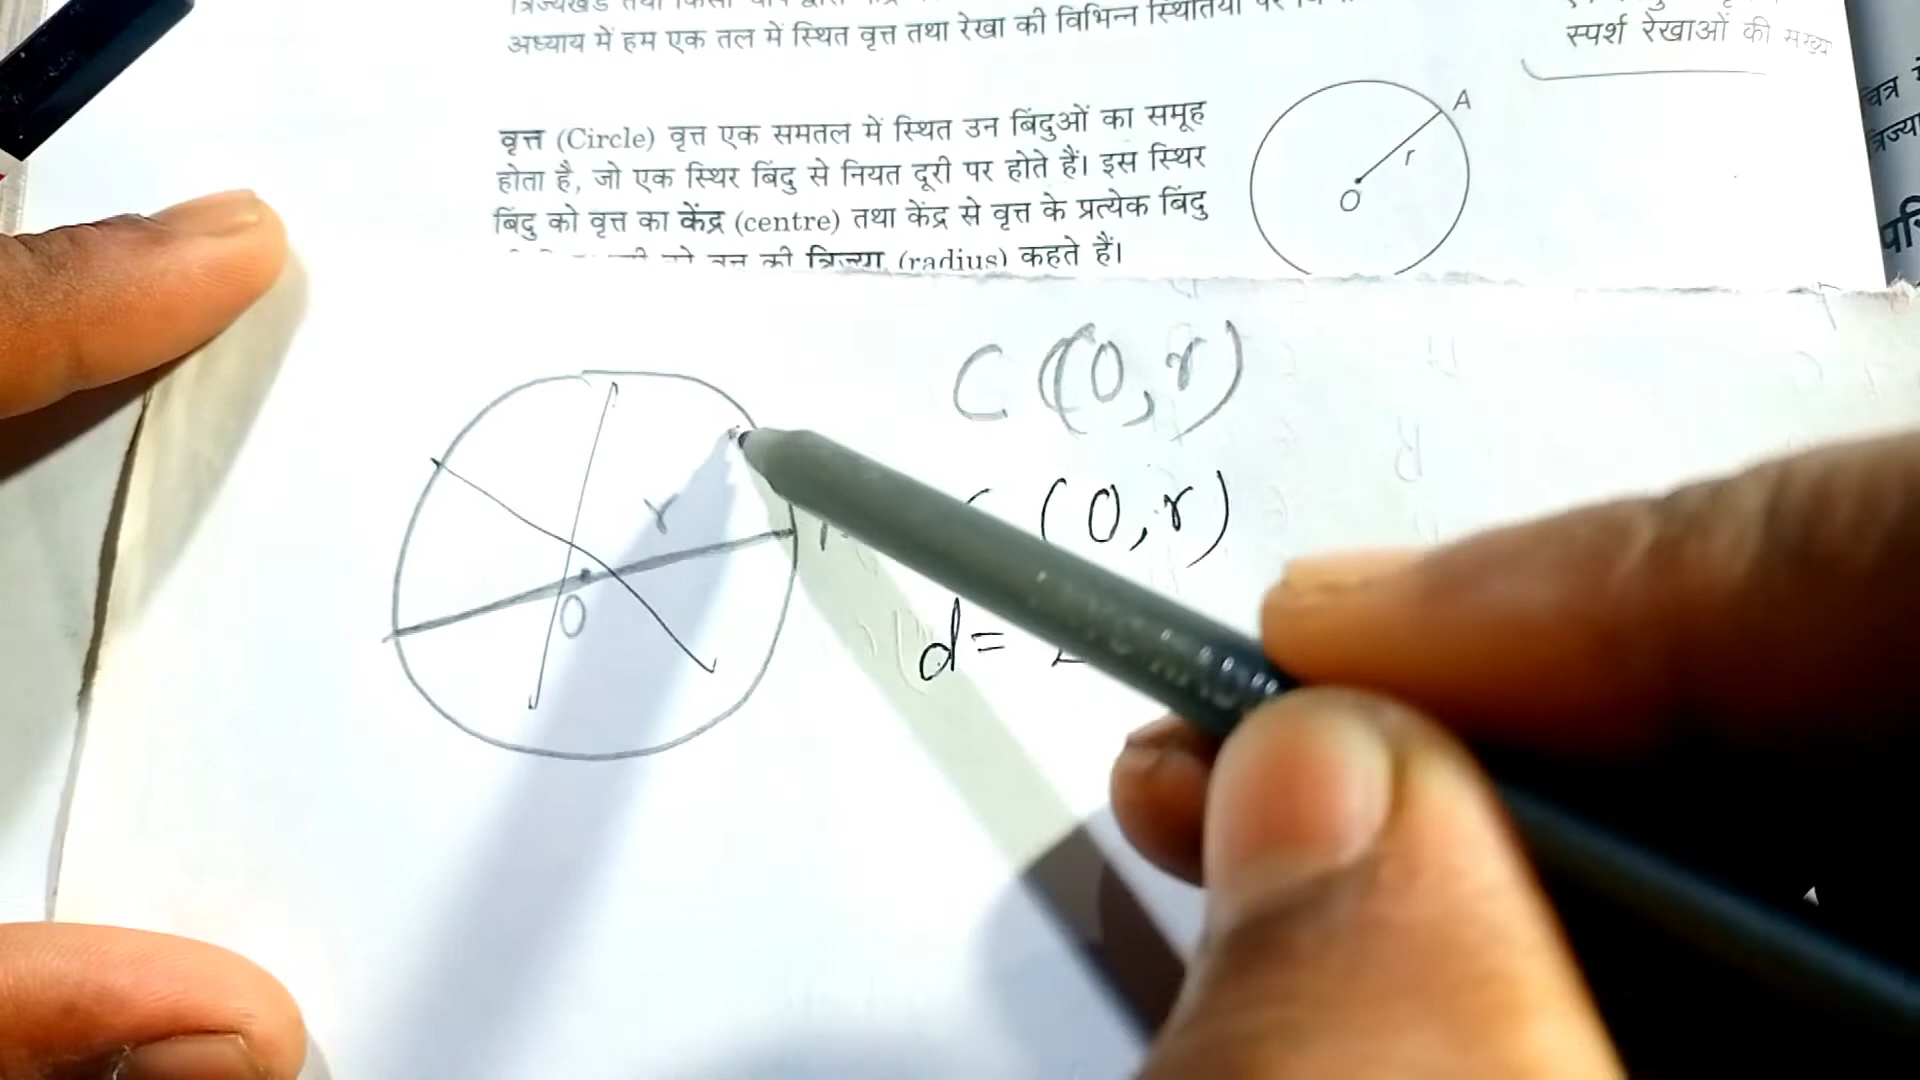 अध्याय में हम एक तल में स्थित वृत्त तथा रेखा की विभिन्न स्थितियों पर
स्पर्श रेखाओं की
वृत्त (Circle) वृत्त एक समतल में स्थित उन बिंदुओं का समूह
होता है, जो एक स्थिर बिंदु से नियत दूरी पर होते हैं। इस स्थिर
बिंदु को वृत्त का केंद्र (centre) तथा केंद्र से वृत्त के प्रत्येक बिंदु
त्रिज्या (radius) कहते हैं।
A
r
O
C (O, r)
(O, r)
r
O
d =